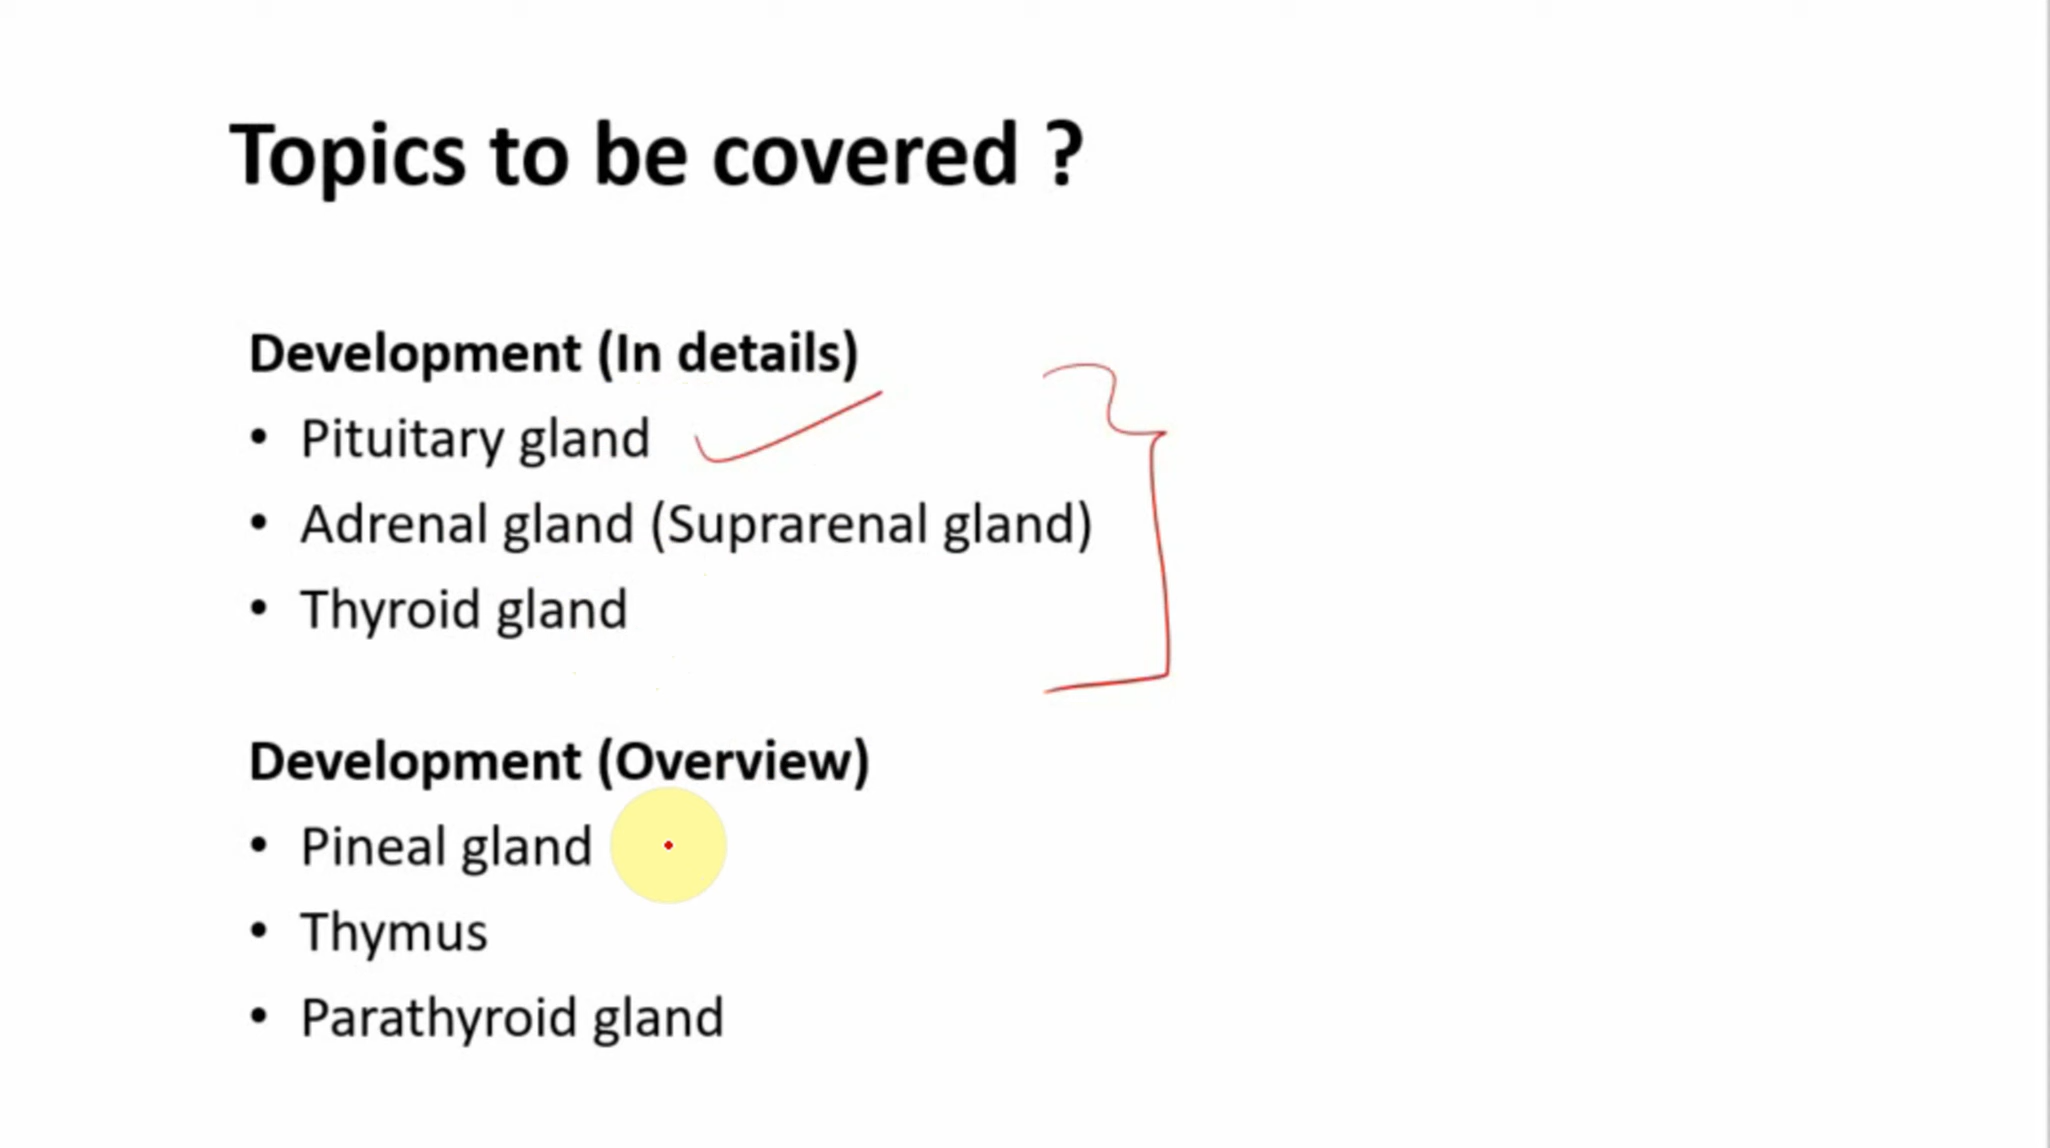 Topics to be covered ?
Development (In details)
• Pituitary gland
• Adrenal gland (Suprarenal gland)
• Thyroid gland
Development (Overview)
• Pineal gland
• Thymus
• Parathyroid gland